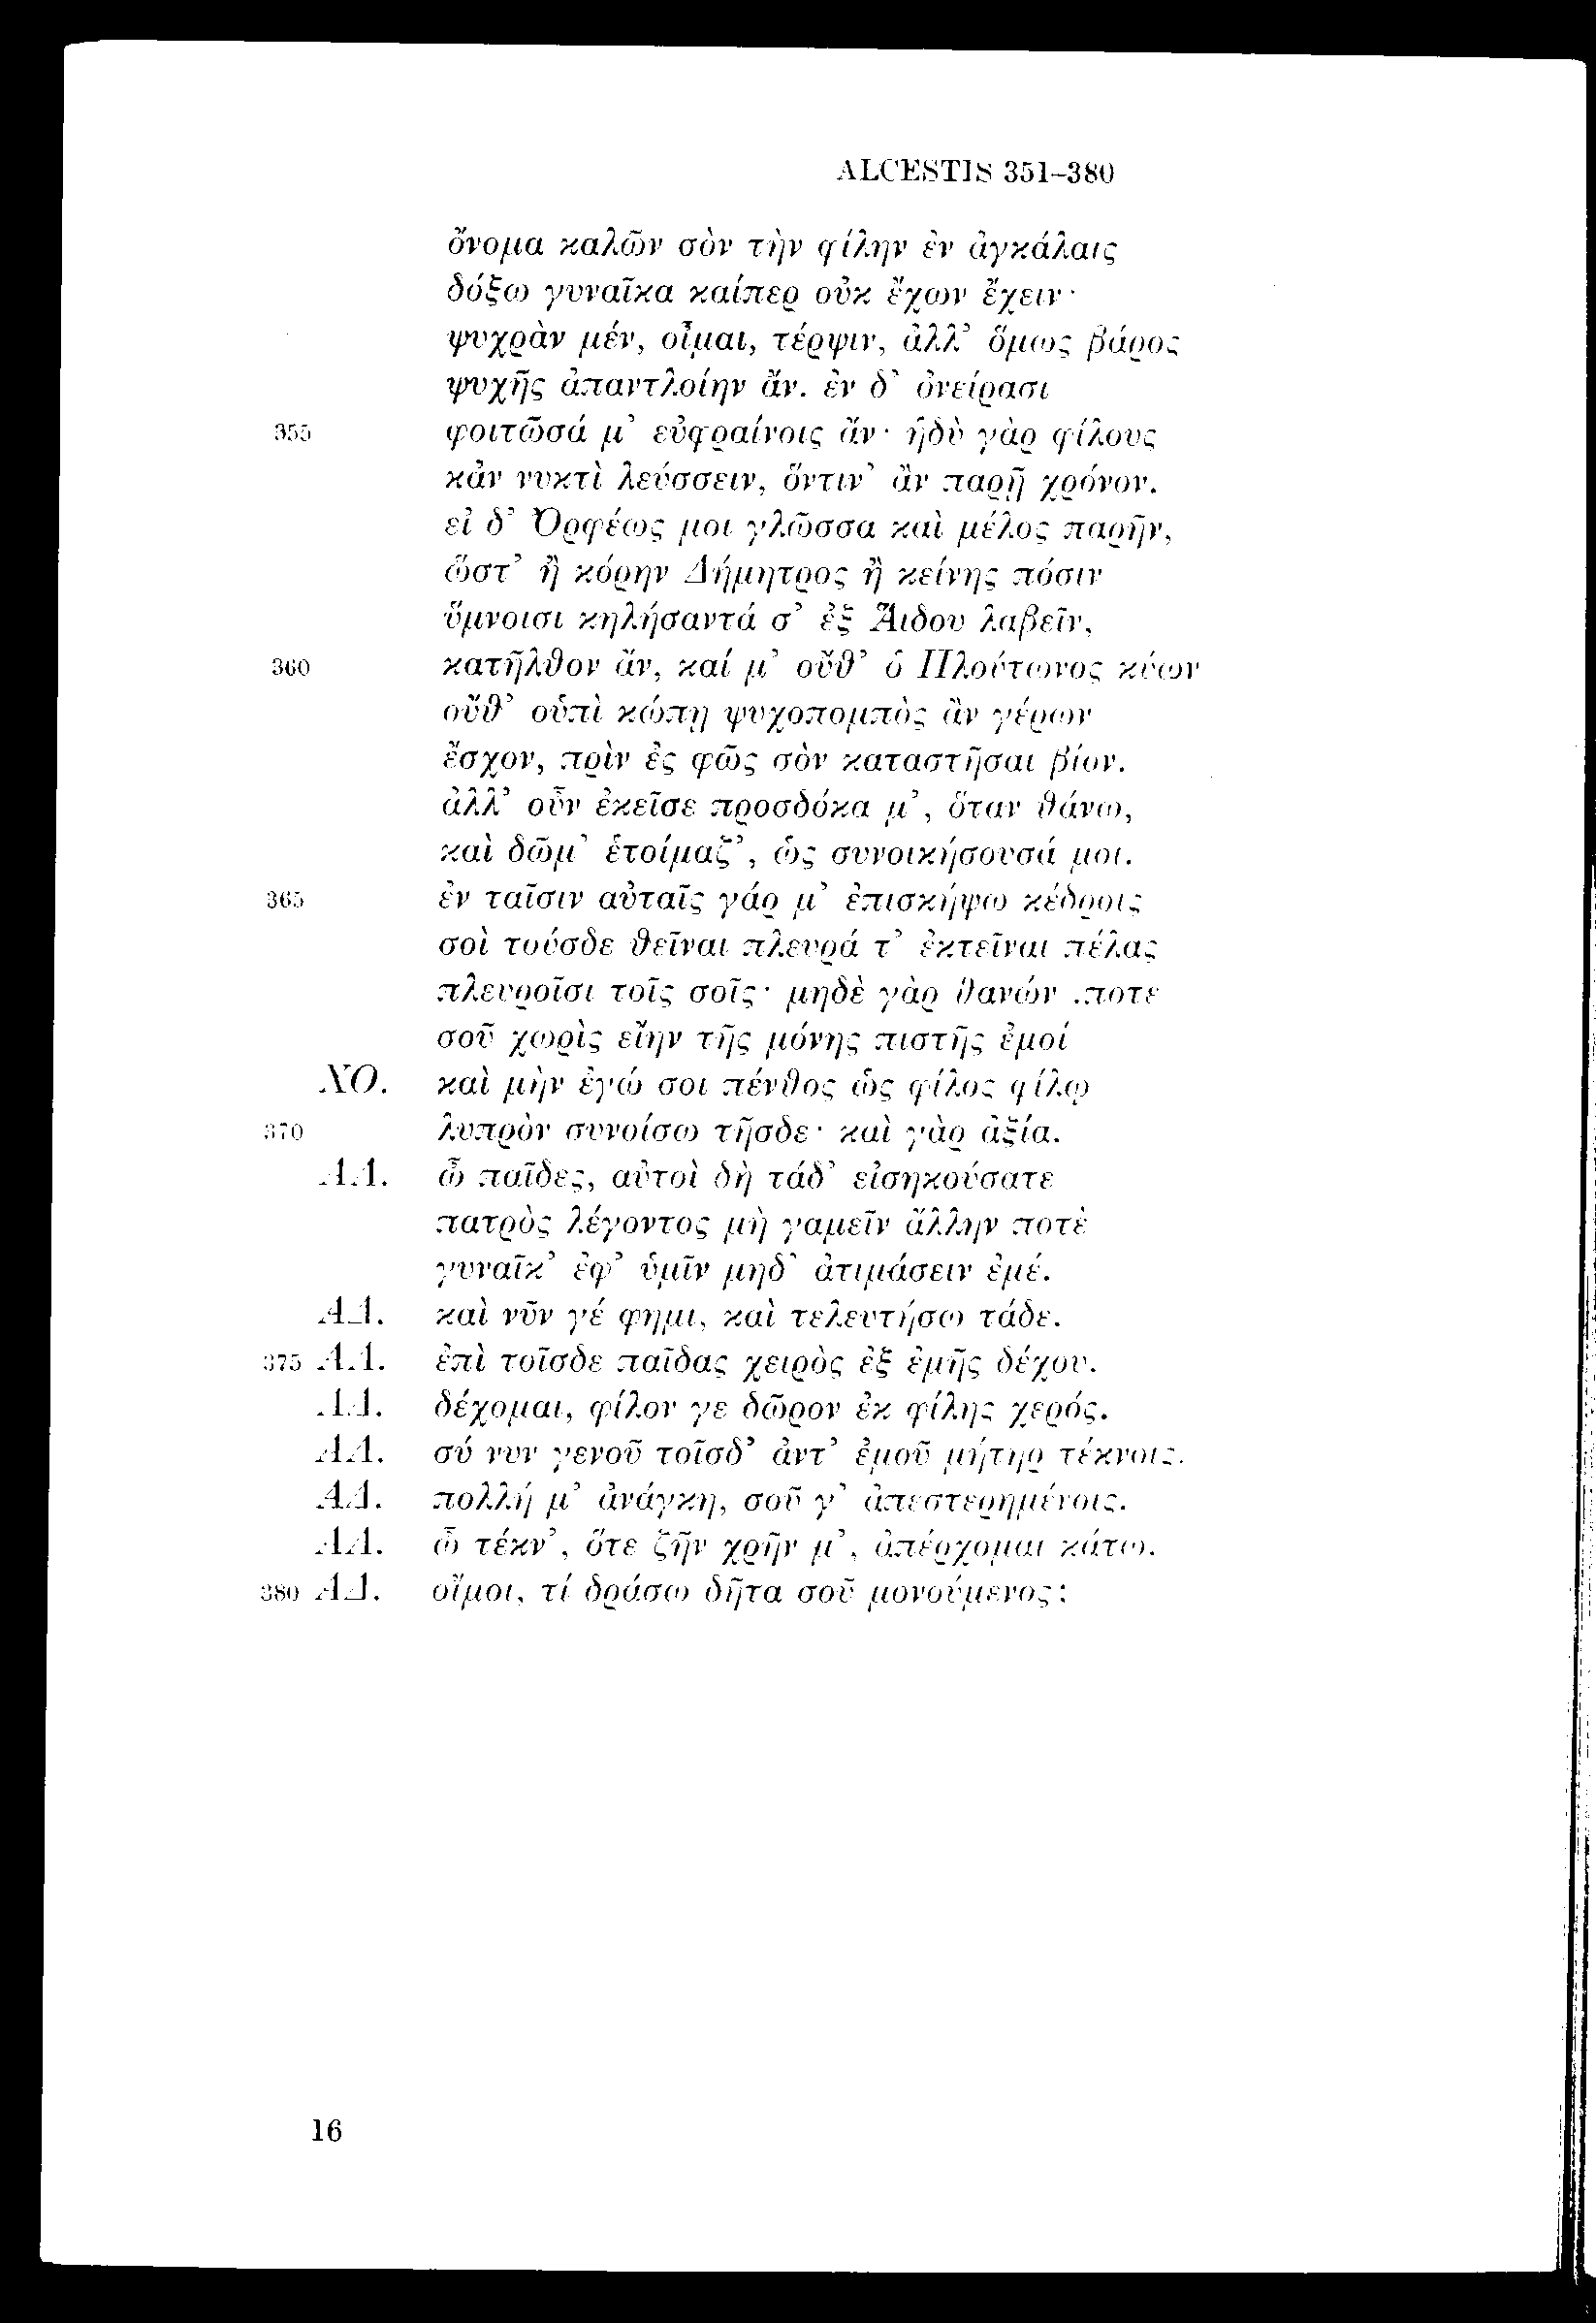 ALCESTIS 351-380
ὄνομα καλῶν σὸν τὴν φίλην ἐν ἀγκάλαις
δόξω γυναῖκα καίπερ οὐκ ἔχων ἔχειν·
ψυχρὰν μέν, οἶμαι, τέρψιν, ἀλλ' ὅμως βάρος
ψυχῆς ἀπαντλοίην ἄν. ἐν δ' ὀνείρασι
355 φοιτῶσά μ' εὐφραίνοις ἄν· ἡδὺ γὰρ φίλους
κἀν νυκτὶ λεύσσειν, ὅντιν' ἂν παρῇ χρόνον.
εἰ δ' Ὀρφέως μοι γλῶσσα καὶ μέλος παρῆν,
ὥστ' ἢ κόρην Δήμητρος ἢ κείνης πόσιν
ὕμνοισι κηλήσαντά σ' ἐξ Ἅιδου λαβεῖν,
360 κατῆλθον ἄν, καί μ' οὔθ' ὁ Πλούτωνος κύων
οὔθ' οὑπὶ κώπῃ ψυχοπομπὸς ἂν γέρων
ἔσχον, πρὶν ἐς φῶς σὸν καταστῆσαι βίον.
ἀλλ' οὖν ἐκεῖσε προσδόκα μ', ὅταν θάνω,
καὶ δῶμ' ἑτοίμαζ', ὡς συνοικήσουσά μοι.
365 ἐν ταῖσιν αὐταῖς γάρ μ' ἐπισκήψω κέδροις
σοὶ τούσδε θεῖναι πλευρά τ' ἐκτεῖναι πέλας
πλευροῖσι τοῖς σοῖς· μηδὲ γὰρ θανών ποτε
σοῦ χωρὶς εἴην τῆς μόνης πιστῆς ἐμοί
ΧΟ. καὶ μὴν ἐγώ σοι πένθος ὡς φίλος φίλῳ
370 λυπρὸν συνοίσω τῆσδε· καὶ γὰρ ἀξία.
ΑΛ. ὦ παῖδες, αὐτοὶ δὴ τάδ' εἰσηκούσατε
πατρὸς λέγοντος μὴ γαμεῖν ἄλλην ποτὲ
γυναῖκ' ἐφ' ὑμῖν μηδ' ἀτιμάσειν ἐμέ.
ΑΔ. καὶ νῦν γέ φημι, καὶ τελευτήσω τάδε.
375 ΑΛ. ἐπὶ τοῖσδε παῖδας χειρὸς ἐξ ἐμῆς δέχου.
ΑΔ. δέχομαι, φίλον γε δῶρον ἐκ φίλης χερός.
ΑΛ. σύ νυν γενοῦ τοῖσδ' ἀντ' ἐμοῦ μήτηρ τέκνοις.
ΑΔ. πολλή μ' ἀνάγκη, σοῦ γ' ἀπεστερημένοις.
ΑΛ. ὦ τέκν', ὅτε ζῆν χρῆν μ', ἀπέρχομαι κάτω.
380 ΑΔ. οἴμοι, τί δράσω δῆτα σοῦ μονούμενος;
16